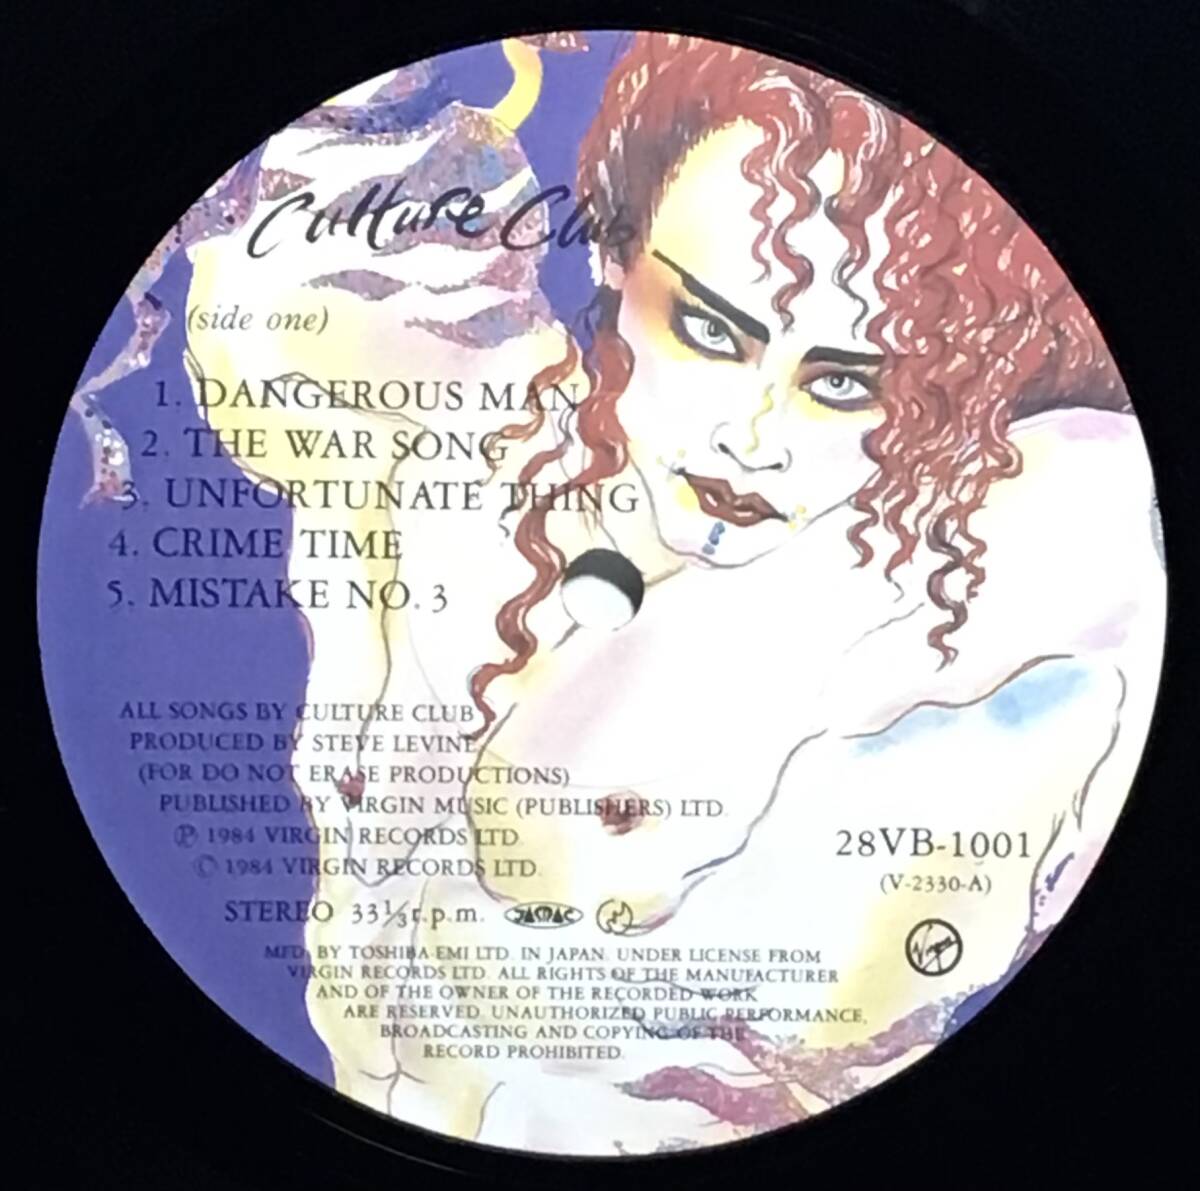 Culture Club
(side one)
1. DANGEROUS MAN
2. THE WAR SONG
3. UNFORTUNATE THING
4. CRIME TIME
5. MISTAKE NO. 3
ALL SONGS BY CULTURE CLUB
PRODUCED BY STEVE LEVINE
(FOR DO NOT ERASE PRODUCTIONS)
PUBLISHED BY VIRGIN MUSIC (PUBLISHERS) LTD.
℗ 1984 VIRGIN RECORDS LTD.
© 1984 VIRGIN RECORDS LTD.
28VB-1001
(V-2330-A)
STEREO 33⅓ r.p.m. JASRAC
Virgin
MFD. BY TOSHIBA-EMI LTD. IN JAPAN. UNDER LICENSE FROM
VIRGIN RECORDS LTD. ALL RIGHTS OF THE MANUFACTURER
AND OF THE OWNER OF THE RECORDED WORK
ARE RESERVED. UNAUTHORIZED PUBLIC PERFORMANCE,
BROADCASTING AND COPYING OF THE
RECORD PROHIBITED.